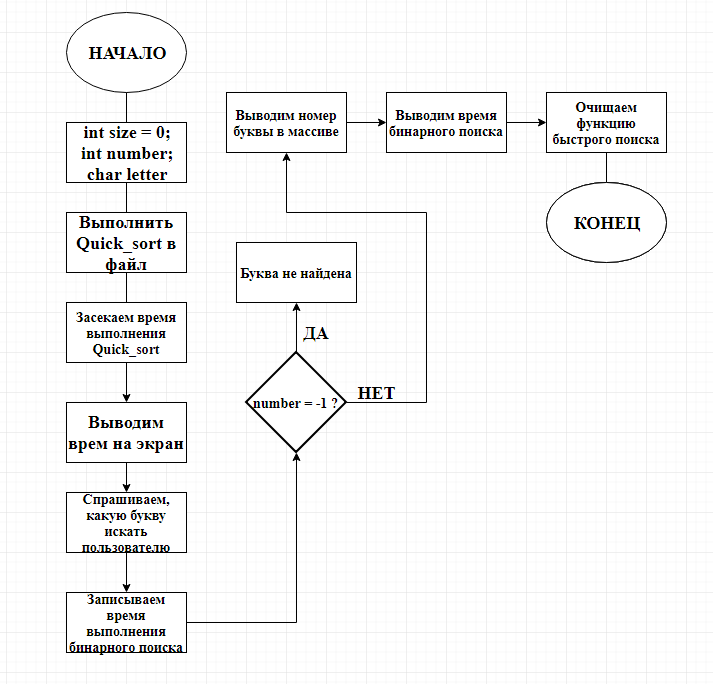 НАЧАЛО
int size = 0;
int number;
char letter
Выполнить
Quick_sort в
файл
Засекаем время
выполнения
Quick_sort
Выводим
врем на экран
Спрашиваем,
какую букву
искать
пользователю
Записываем
время
выполнения
бинарного поиска
number = -1 ?
ДА
НЕТ
Буква не найдена
Выводим номер
буквы в массиве
Выводим время
бинарного поиска
Очищаем
функцию
быстрого поиска
КОНЕЦ